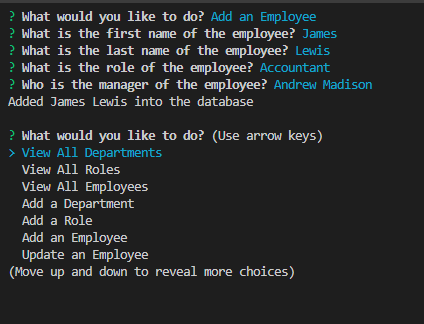 ? What would you like to do? Add an Employee
? What is the first name of the employee? James
? What is the last name of the employee? Lewis
? What is the role of the employee? Accountant
? Who is the manager of the employee? Andrew Madison
Added James Lewis into the database
? What would you like to do? (Use arrow keys)
> View All Departments
View All Roles
View All Employees
Add a Department
Add a Role
Add an Employee
Update an Employee
(Move up and down to reveal more choices)